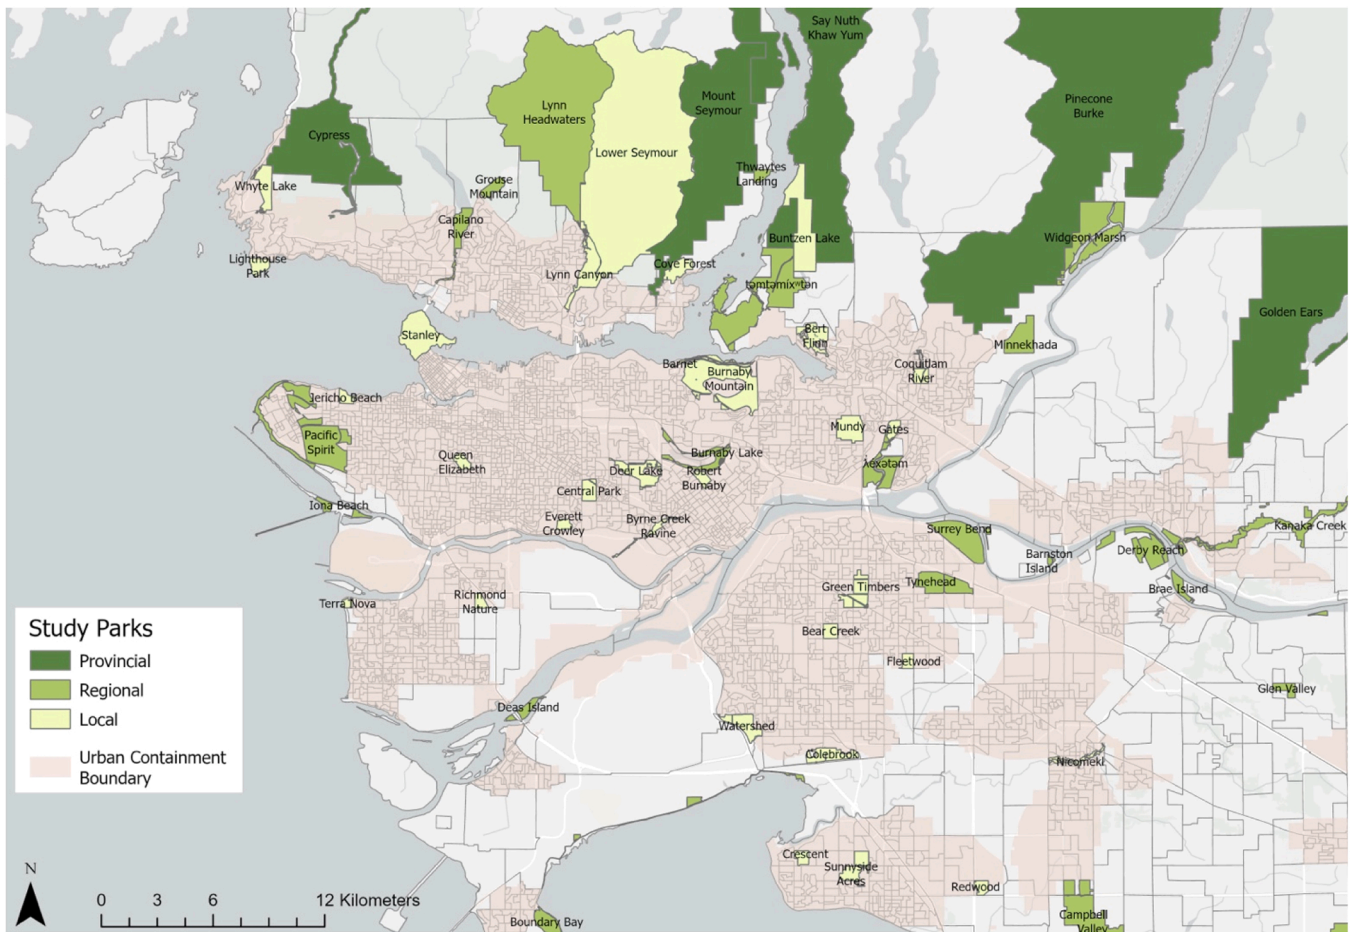 Say Nuth
Khaw Yum
Mount
Seymour
Pinecone
Burke
Lynn
Headwaters
Cypress
Lower Seymour
Thwaytes
Landing
Whyte Lake
Grouse
Mountain
Capilano
River
Buntzen Lake
Widgeon Marsh
Lighthouse
Park
Lynn Canyon
Cove Forest
təmtəmíxʷtən
Golden Ears
Stanley
Bert
Flinn
Minnekhada
Barnet
Burnaby
Mountain
Coquitlam
River
Jericho Beach
Mundy
Gates
Pacific
Spirit
Queen
Elizabeth
Burnaby Lake
Deer Lake
Robert
Burnaby
ƛ̓éxətəm
Central Park
Iona Beach
Everett
Crowley
Byrne Creek
Ravine
Surrey Bend
Kanaka Creek
Barnston
Island
Derby Reach
Green Timbers
Tynehead
Brae Island
Terra Nova
Richmond
Nature
Bear Creek
Fleetwood
Glen Valley
Deas Island
Watershed
Colebrook
Nicomekl
Crescent
Sunnyside
Acres
Redwood
Campbell
Valley
Boundary Bay
Study Parks
Provincial
Regional
Local
Urban Containment
Boundary
N
0 3 6 12 Kilometers